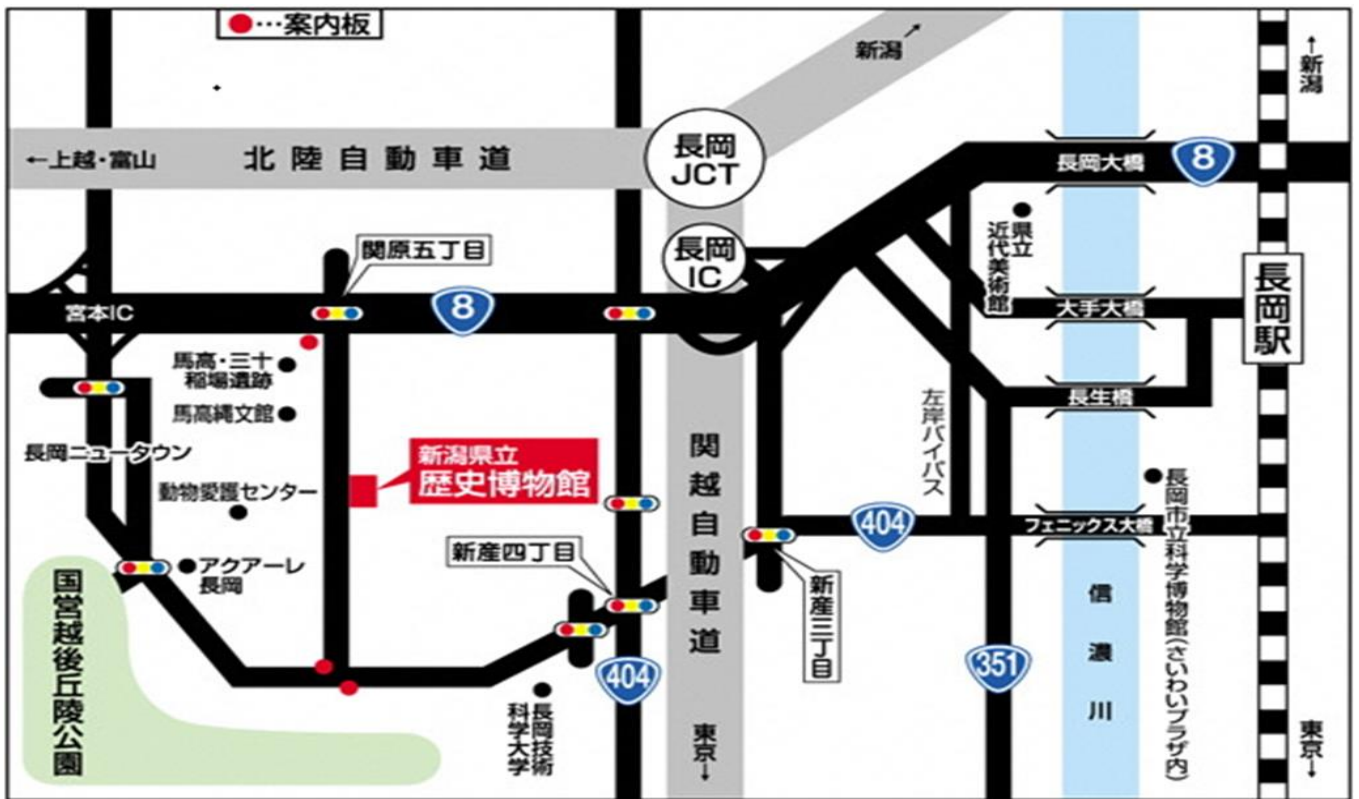 ●…案内板
新潟
←新潟
←上越・富山
北陸自動車道
長岡
JCT
長岡大橋
8
県立
近代美術館
長岡
IC
関原五丁目
宮本IC
8
大手大橋
長岡駅
馬高・三十
稲場遺跡
馬高縄文館
長生橋
左岸バイパス
長岡ニュータウン
新潟県立
歴史博物館
関越自動車道
動物愛護センター
長岡市立科学博物館(さいわいプラザ内)
404
フェニックス大橋
新産四丁目
アクアーレ
長岡
新産三丁目
国営越後丘陵公園
信濃川
404
351
長岡技術
科学大学
東京→
東京→